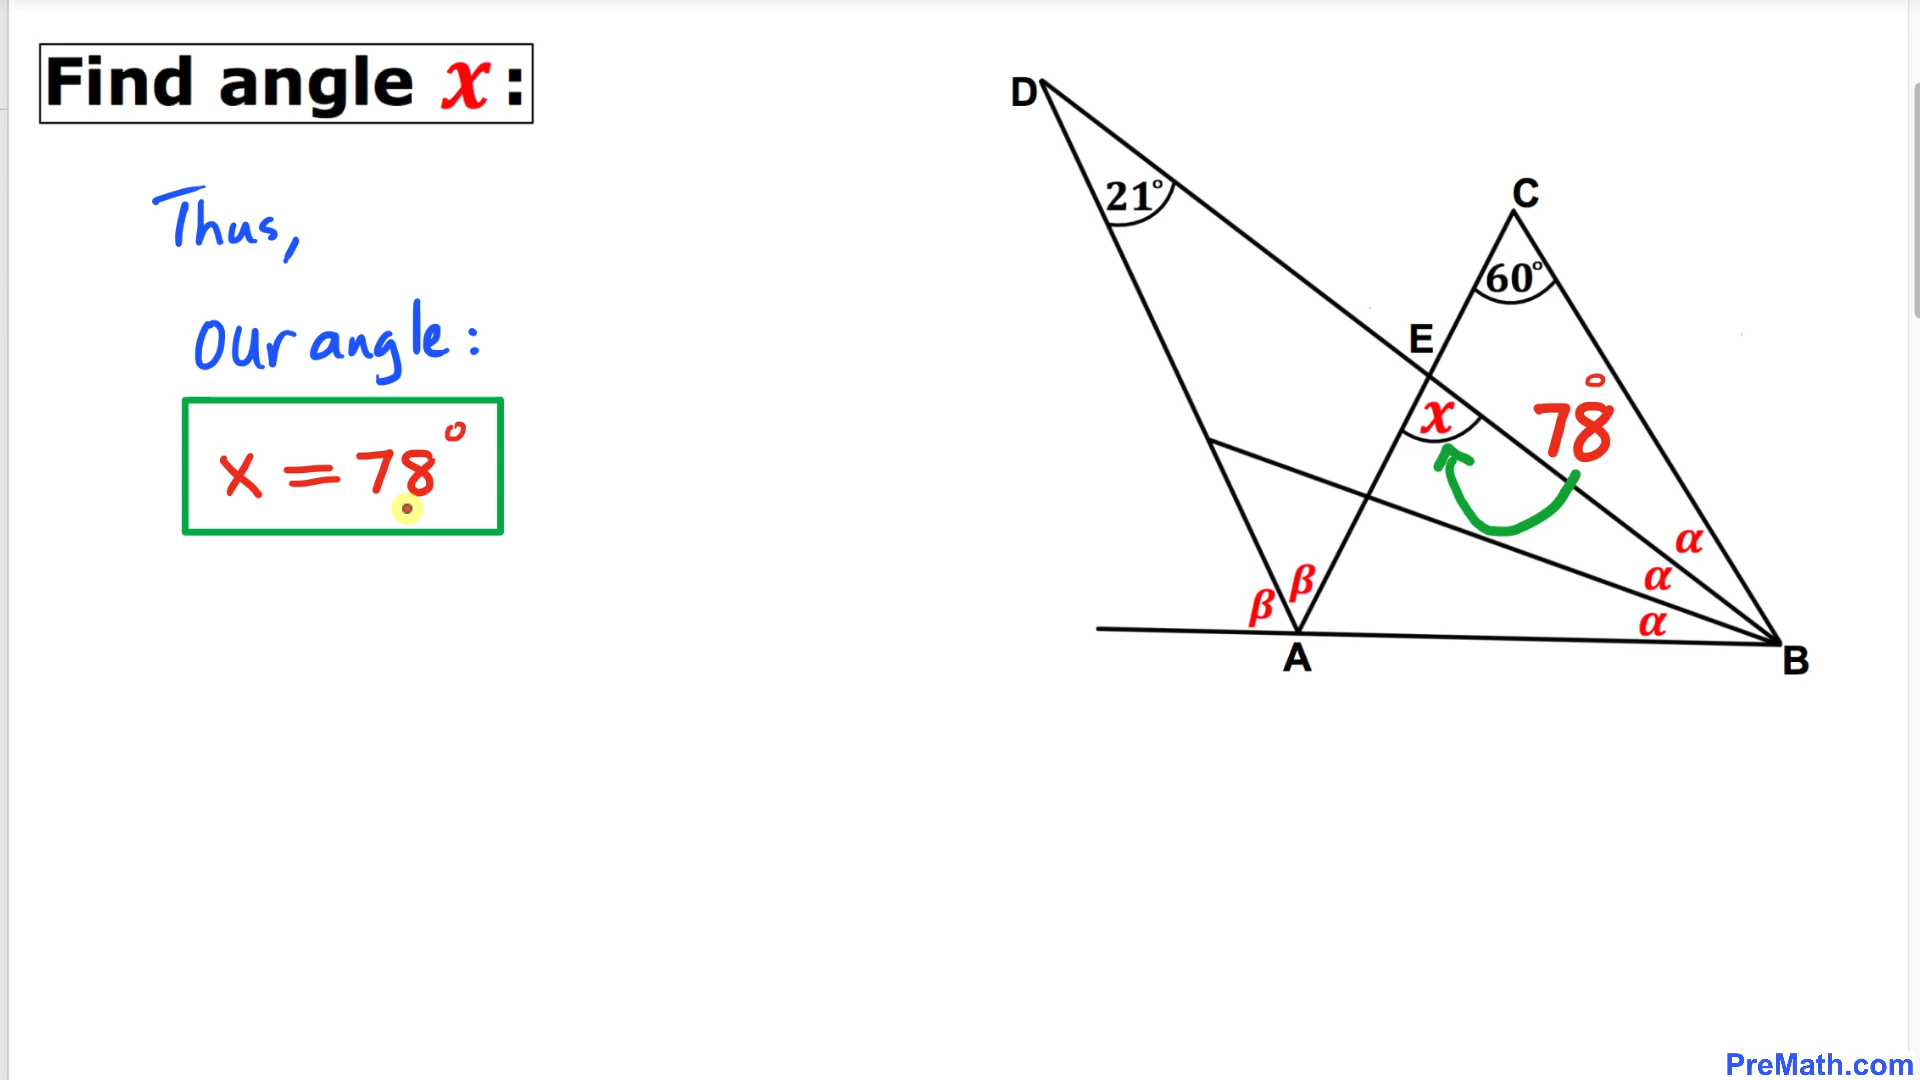 Find angle x :
Thus,
our angle :
x = 78°
D
21°
C
60°
E
x
78°
α
α
α
β
β
A
B
PreMath.com